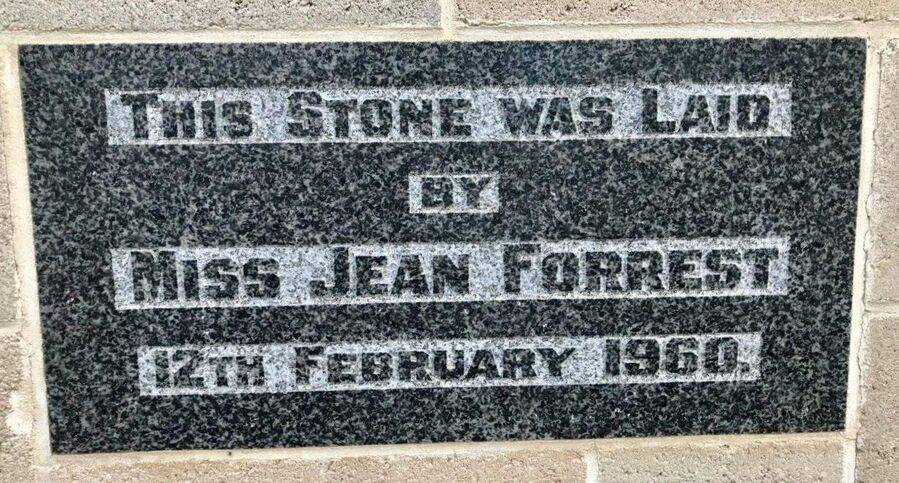 This Stone was Laid
by
Miss Jean Forrest
12th February 1960.